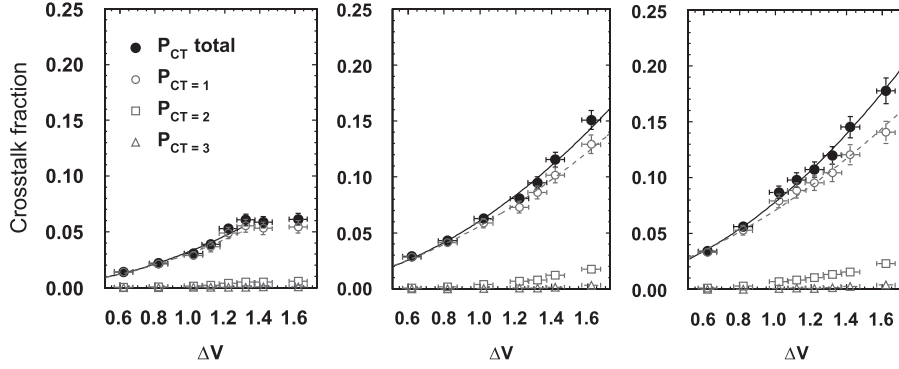 0.25 0.25 0.25
P CT total
0.20 0.20 0.20
P CT = 1
P CT = 2
0.15 0.15 0.15
P CT = 3
0.10 0.10 0.10
0.05 0.05 0.05
0.00 0.00 0.00
Crosstalk fraction
0.6 0.8 1.0 1.2 1.4 1.6 0.6 0.8 1.0 1.2 1.4 1.6 0.6 0.8 1.0 1.2 1.4 1.6
ΔV ΔV ΔV